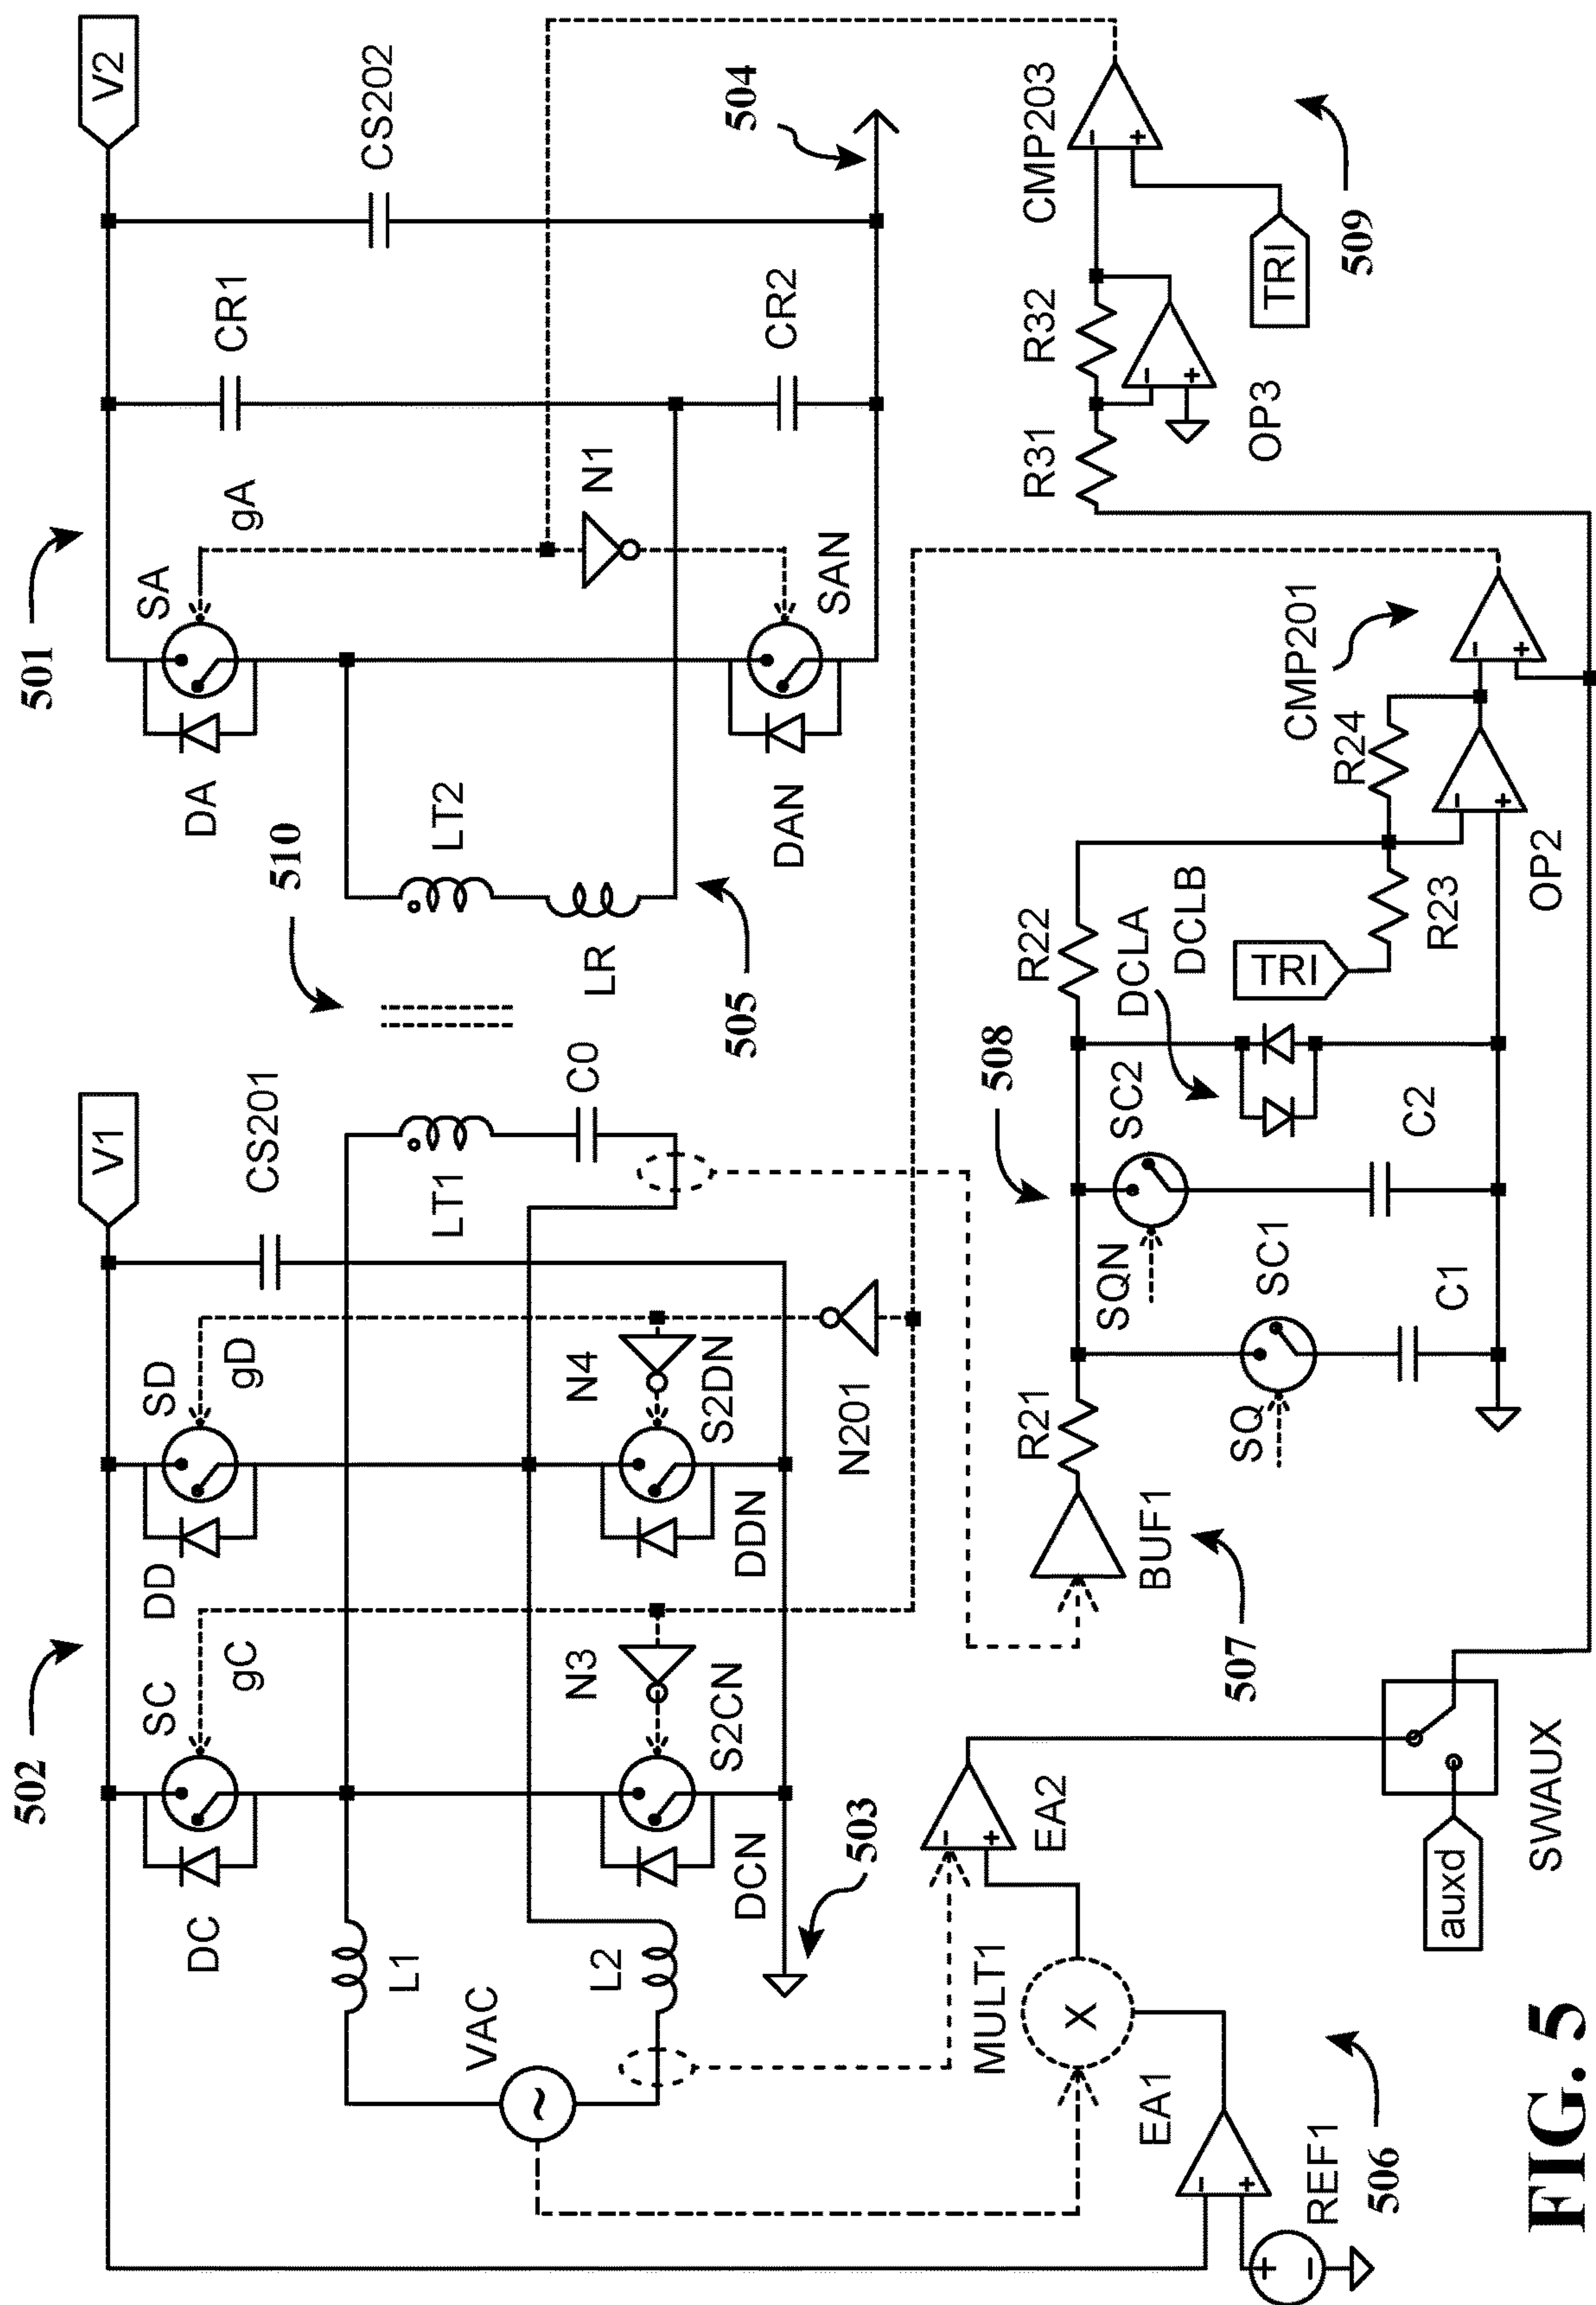 502
501
V1
V2
SC
DC
gC
SD
DD
gD
CS201
SA
DA
gA
CR1
CS202
510
LT2
LT1
C0
LR
505
N1
SAN
DAN
CR2
504
L1
L2
VAC
~
N3
S2CN
DCN
N4
S2DN
DDN
N201
503
506
REF1
+
−
EA1
−
+
MULT1
X
EA2
−
+
auxd
SWAUX
507
BUF1
R21
508
SQ
SC1
C1
SQN
SC2
C2
DCLA
DCLB
R22
TRI
R23
R24
OP2
−
+
CMP201
−
+
R31
R32
OP3
−
+
CMP203
−
+
TRI
509
FIG. 5